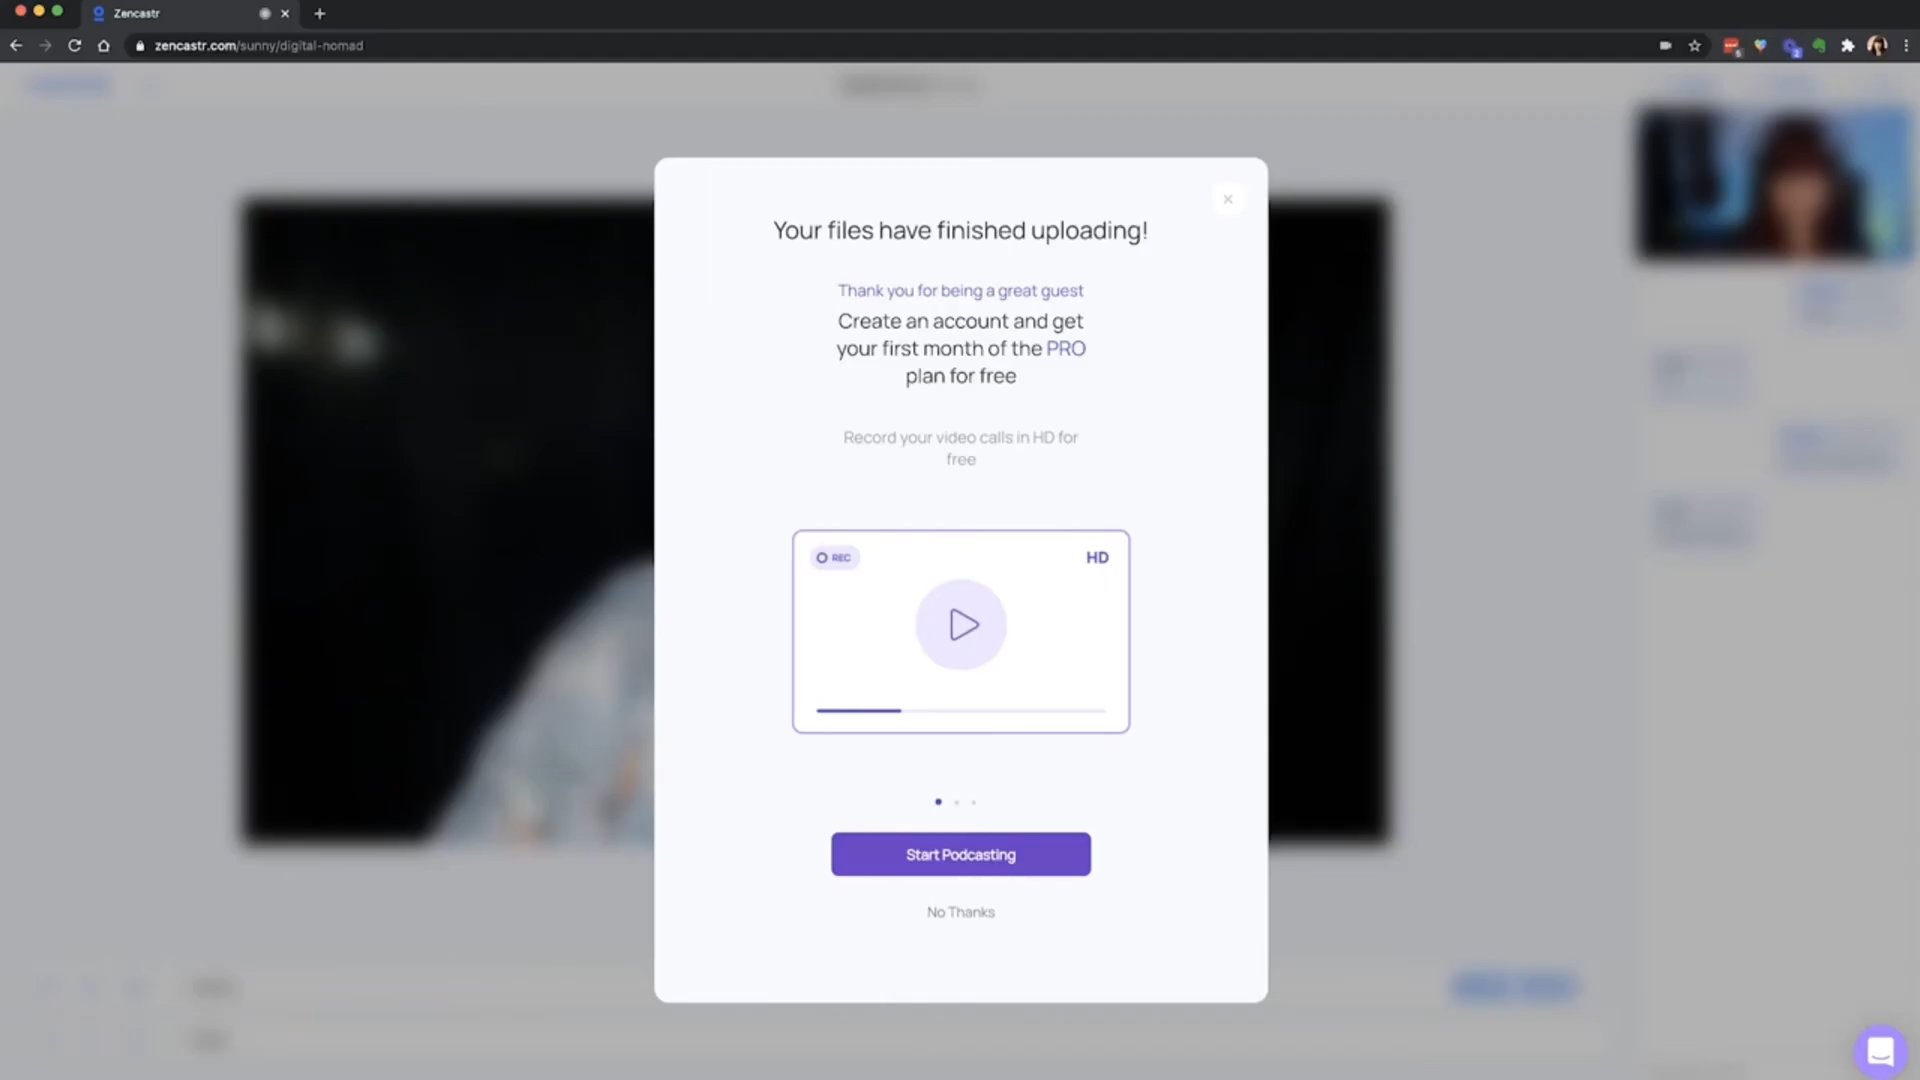 Zencastr
zencastr.com/sunny/digital-nomad
Your files have finished uploading!
Thank you for being a great guest
Create an account and get
your first month of the PRO
plan for free
Record your video calls in HD for
free
REC
HD
Start Podcasting
No Thanks